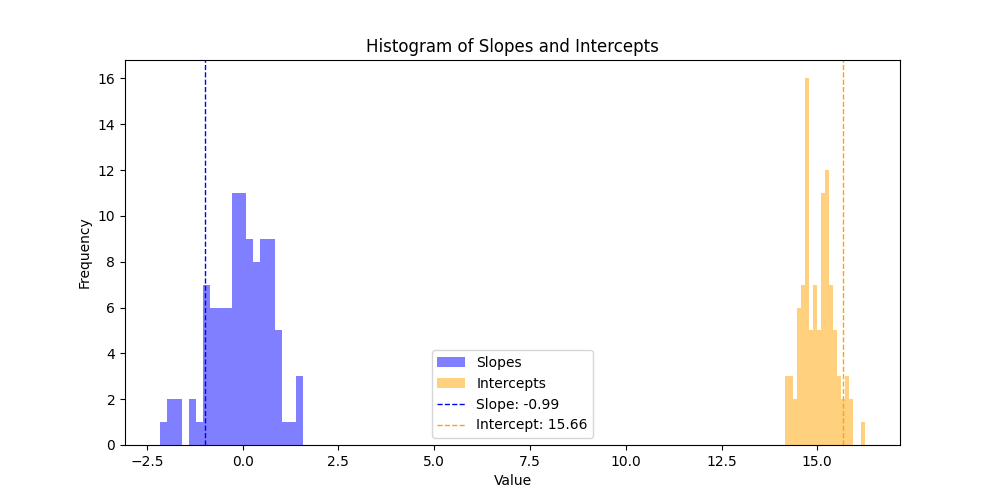 Histogram of Slopes and Intercepts
Frequency
16
14
12
10
8
6
4
2
0
−2.5 0.0 2.5 5.0 7.5 10.0 12.5 15.0
Value
Slopes
Intercepts
Slope: -0.99
Intercept: 15.66